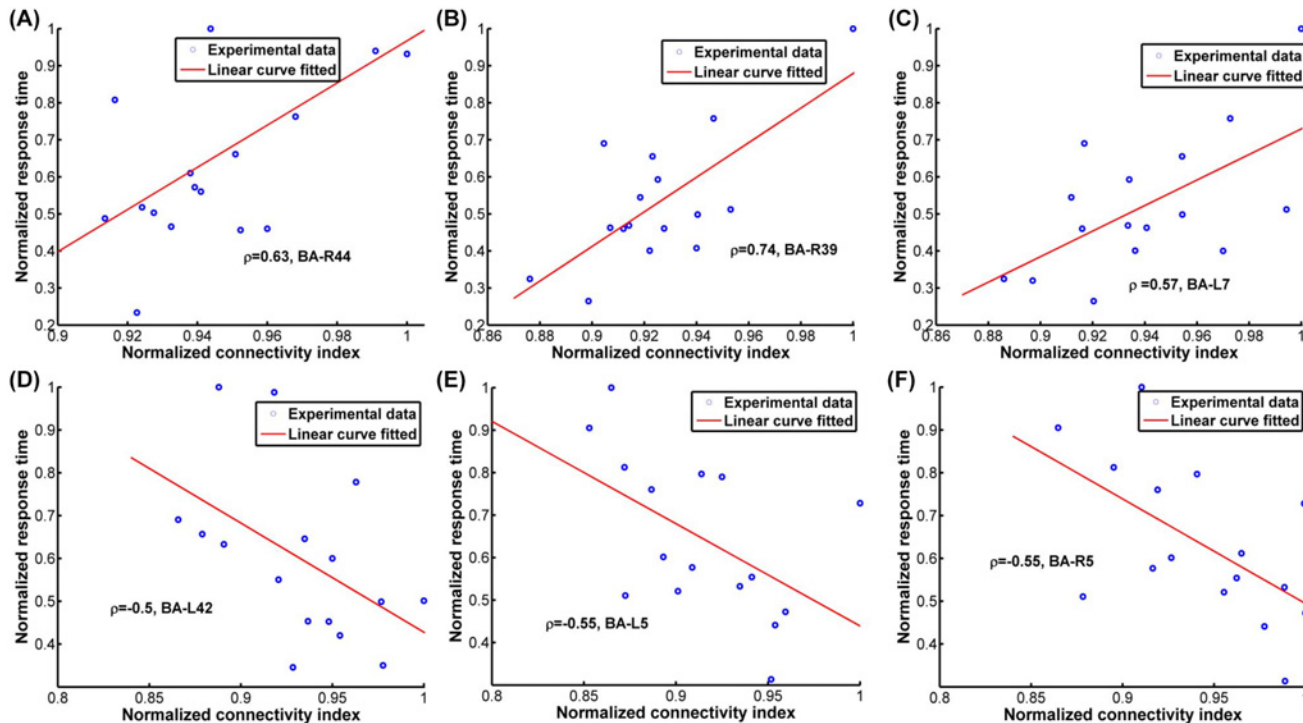 (A)
1
0.9
0.8
0.7
0.6
0.5
0.4
0.3
0.2
Normalized response time
Experimental data
Linear curve fitted
ρ=0.63, BA-R44
0.9 0.92 0.94 0.96 0.98 1
Normalized connectivity index
(B)
1
0.9
0.8
0.7
0.6
0.5
0.4
0.3
0.2
Normalized response time
Experimental data
Linear curve fitted
ρ=0.74, BA-R39
0.88 0.9 0.92 0.94 0.96 0.98 1
Normalized connectivity index
(C)
1
0.9
0.8
0.7
0.6
0.5
0.4
0.3
0.2
Normalized response time
Experimental data
Linear curve fitted
ρ =0.57, BA-L7
0.86 0.88 0.9 0.92 0.94 0.96 0.98 1
Normalized connectivity index
(D)
1
0.9
0.8
0.7
0.6
0.5
0.4
Normalized response time
Experimental data
Linear curve fitted
ρ=-0.5, BA-L42
0.8 0.85 0.9 0.95 1
Normalized connectivity index
(E)
1
0.9
0.8
0.7
0.6
0.5
0.4
Normalized response time
Experimental data
Linear curve fitted
ρ=-0.55, BA-L5
0.8 0.85 0.9 0.95 1
Normalized connectivity index
(F)
1
0.9
0.8
0.7
0.6
0.5
0.4
Normalized response time
Experimental data
Linear curve fitted
ρ=-0.55, BA-R5
0.8 0.85 0.9 0.95 1
Normalized connectivity index